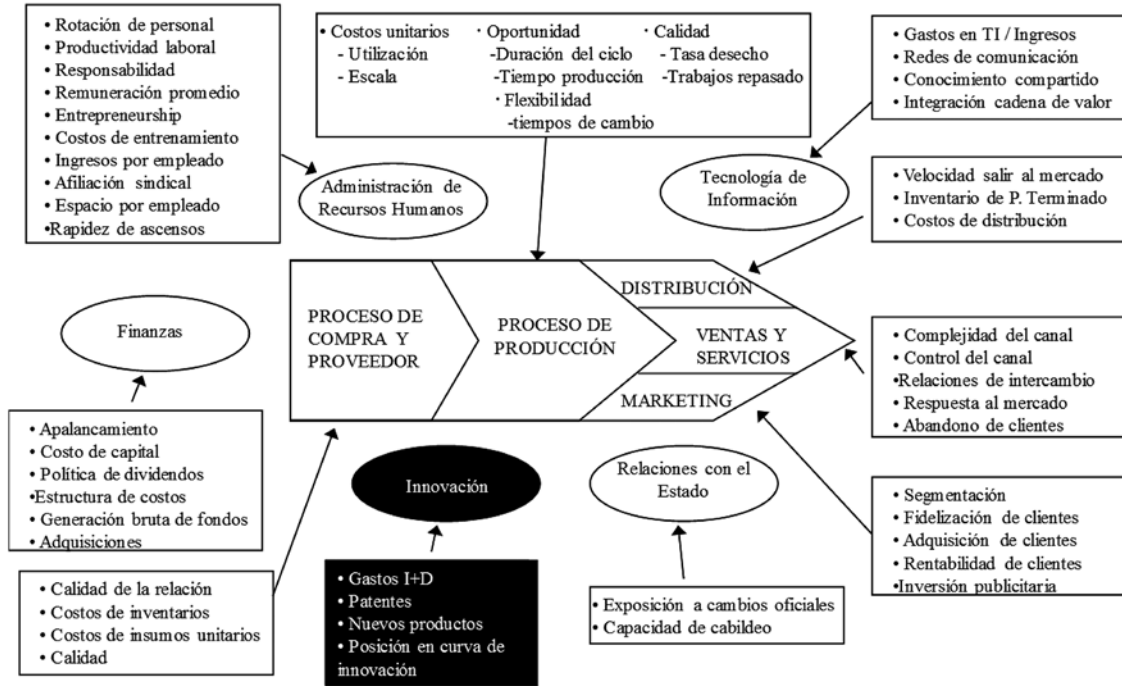 • Rotación de personal
• Productividad laboral
• Responsabilidad
• Remuneración promedio
• Entrepreneurship
• Costos de entrenamiento
• Ingresos por empleado
• Afiliación sindical
• Espacio por empleado
•Rapidez de ascensos
• Costos unitarios
- Utilización
- Escala
· Oportunidad
-Duración del ciclo
-Tiempo producción
· Flexibilidad
-tiempos de cambio
• Calidad
- Tasa desecho
-Trabajos repasado
• Gastos en TI / Ingresos
• Redes de comunicación
• Conocimiento compartido
• Integración cadena de valor
Administración de
Recursos Humanos
Tecnología de
Información
• Velocidad salir al mercado
• Inventario de P. Terminado
• Costos de distribución
Finanzas
PROCESO DE
COMPRA Y
PROVEEDOR
PROCESO DE
PRODUCCIÓN
DISTRIBUCIÓN
VENTAS Y
SERVICIOS
MARKETING
• Complejidad del canal
• Control del canal
•Relaciones de intercambio
• Respuesta al mercado
• Abandono de clientes
• Apalancamiento
• Costo de capital
• Política de dividendos
•Estructura de costos
• Generación bruta de fondos
• Adquisiciones
Innovación
Relaciones con el
Estado
• Segmentación
• Fidelización de clientes
• Adquisición de clientes
• Rentabilidad de clientes
•Inversión publicitaria
• Calidad de la relación
• Costos de inventarios
• Costos de insumos unitarios
• Calidad
• Gastos I+D
• Patentes
• Nuevos productos
• Posición en curva de
innovación
• Exposición a cambios oficiales
• Capacidad de cabildeo